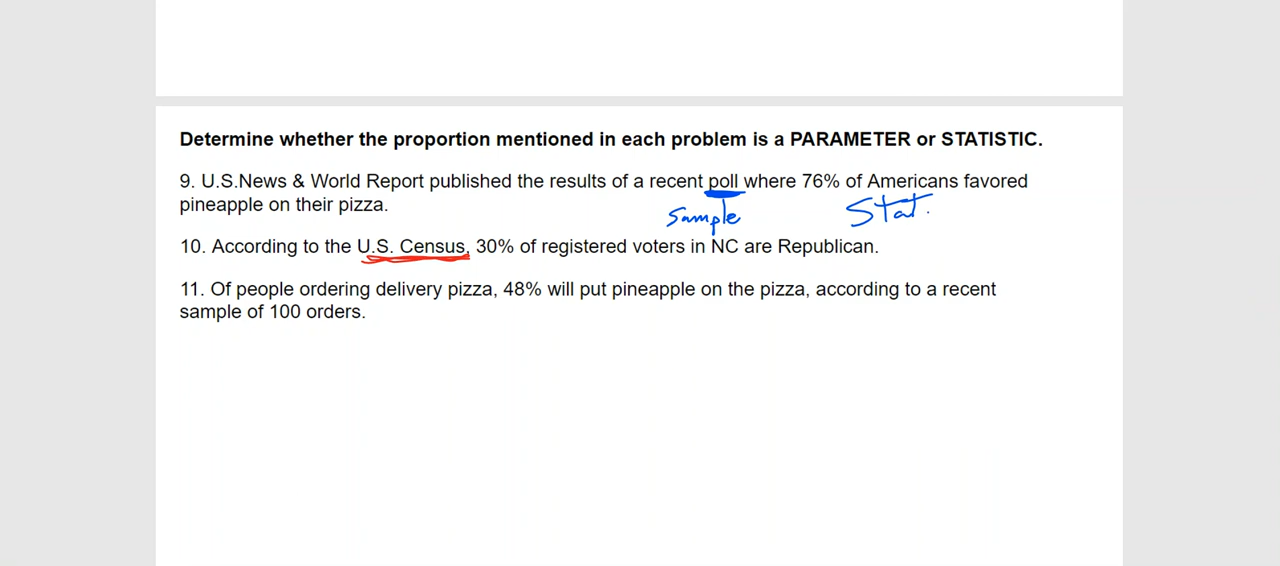 Determine whether the proportion mentioned in each problem is a PARAMETER or STATISTIC.
9. U.S.News & World Report published the results of a recent poll where 76% of Americans favored
pineapple on their pizza.
Sample Stat.
10. According to the U.S. Census, 30% of registered voters in NC are Republican.
11. Of people ordering delivery pizza, 48% will put pineapple on the pizza, according to a recent
sample of 100 orders.